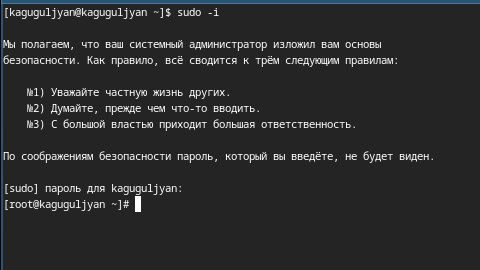 [kaguguljyan@kaguguljyan ~]$ sudo -i
Мы полагаем, что ваш системный администратор изложил вам основы
безопасности. Как правило, всё сводится к трём следующим правилам:
№1) Уважайте частную жизнь других.
№2) Думайте, прежде чем что-то вводить.
№3) С большой властью приходит большая ответственность.
По соображениям безопасности пароль, который вы введёте, не будет виден.
[sudo] пароль для kaguguljyan:
[root@kaguguljyan ~]#